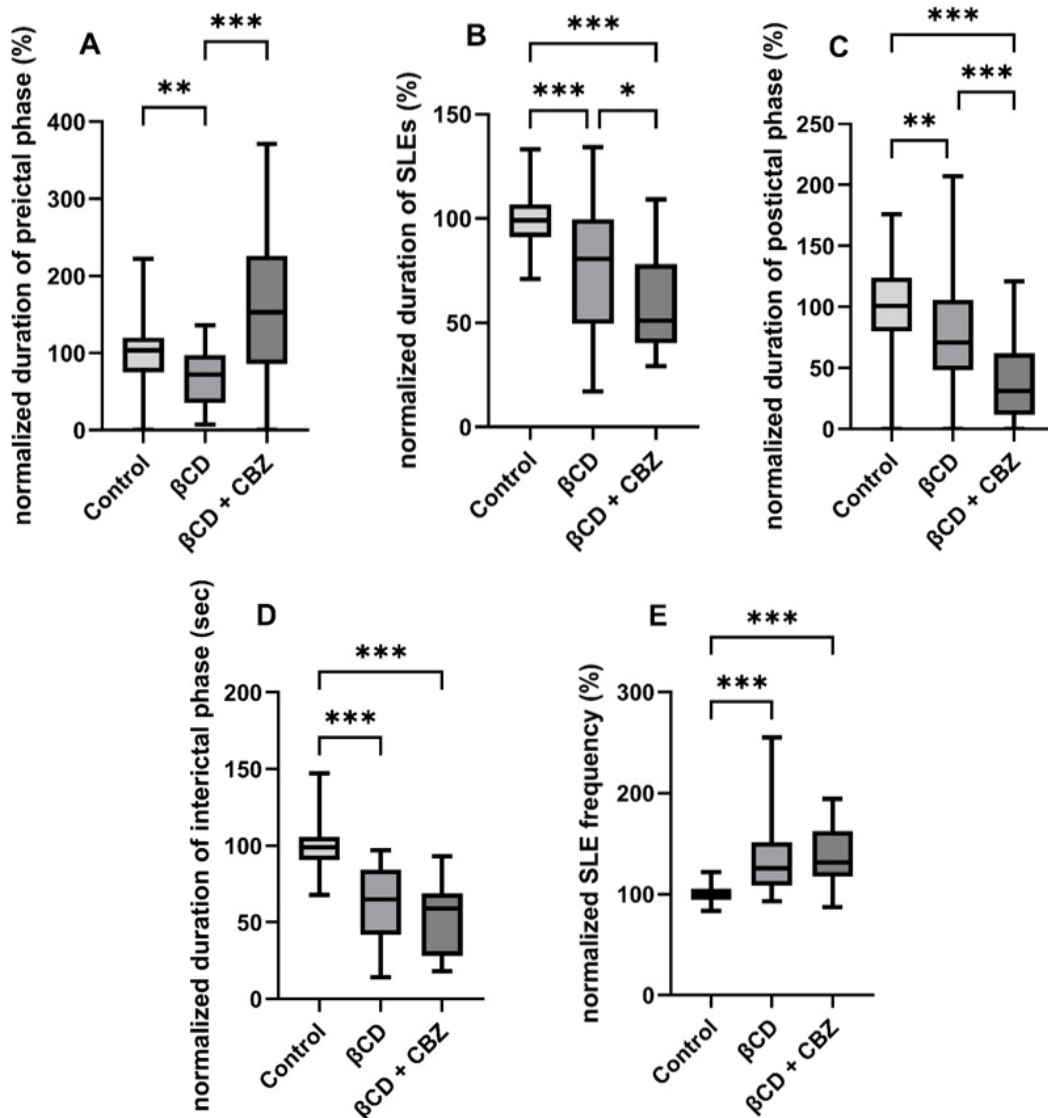 A
normalized duration of preictal phase (%)
**
***
400
300
200
100
0
Control
βCD
βCD + CBZ
B
normalized duration of SLEs (%)
***
***
*
150
100
50
0
Control
βCD
βCD + CBZ
C
normalized duration of postictal phase (%)
***
**
***
250
200
150
100
50
0
Control
βCD
βCD + CBZ
D
normalized duration of interictal phase (sec)
***
***
200
150
100
50
0
Control
βCD
βCD + CBZ
E
normalized SLE frequency (%)
***
***
300
200
100
0
Control
βCD
βCD + CBZ